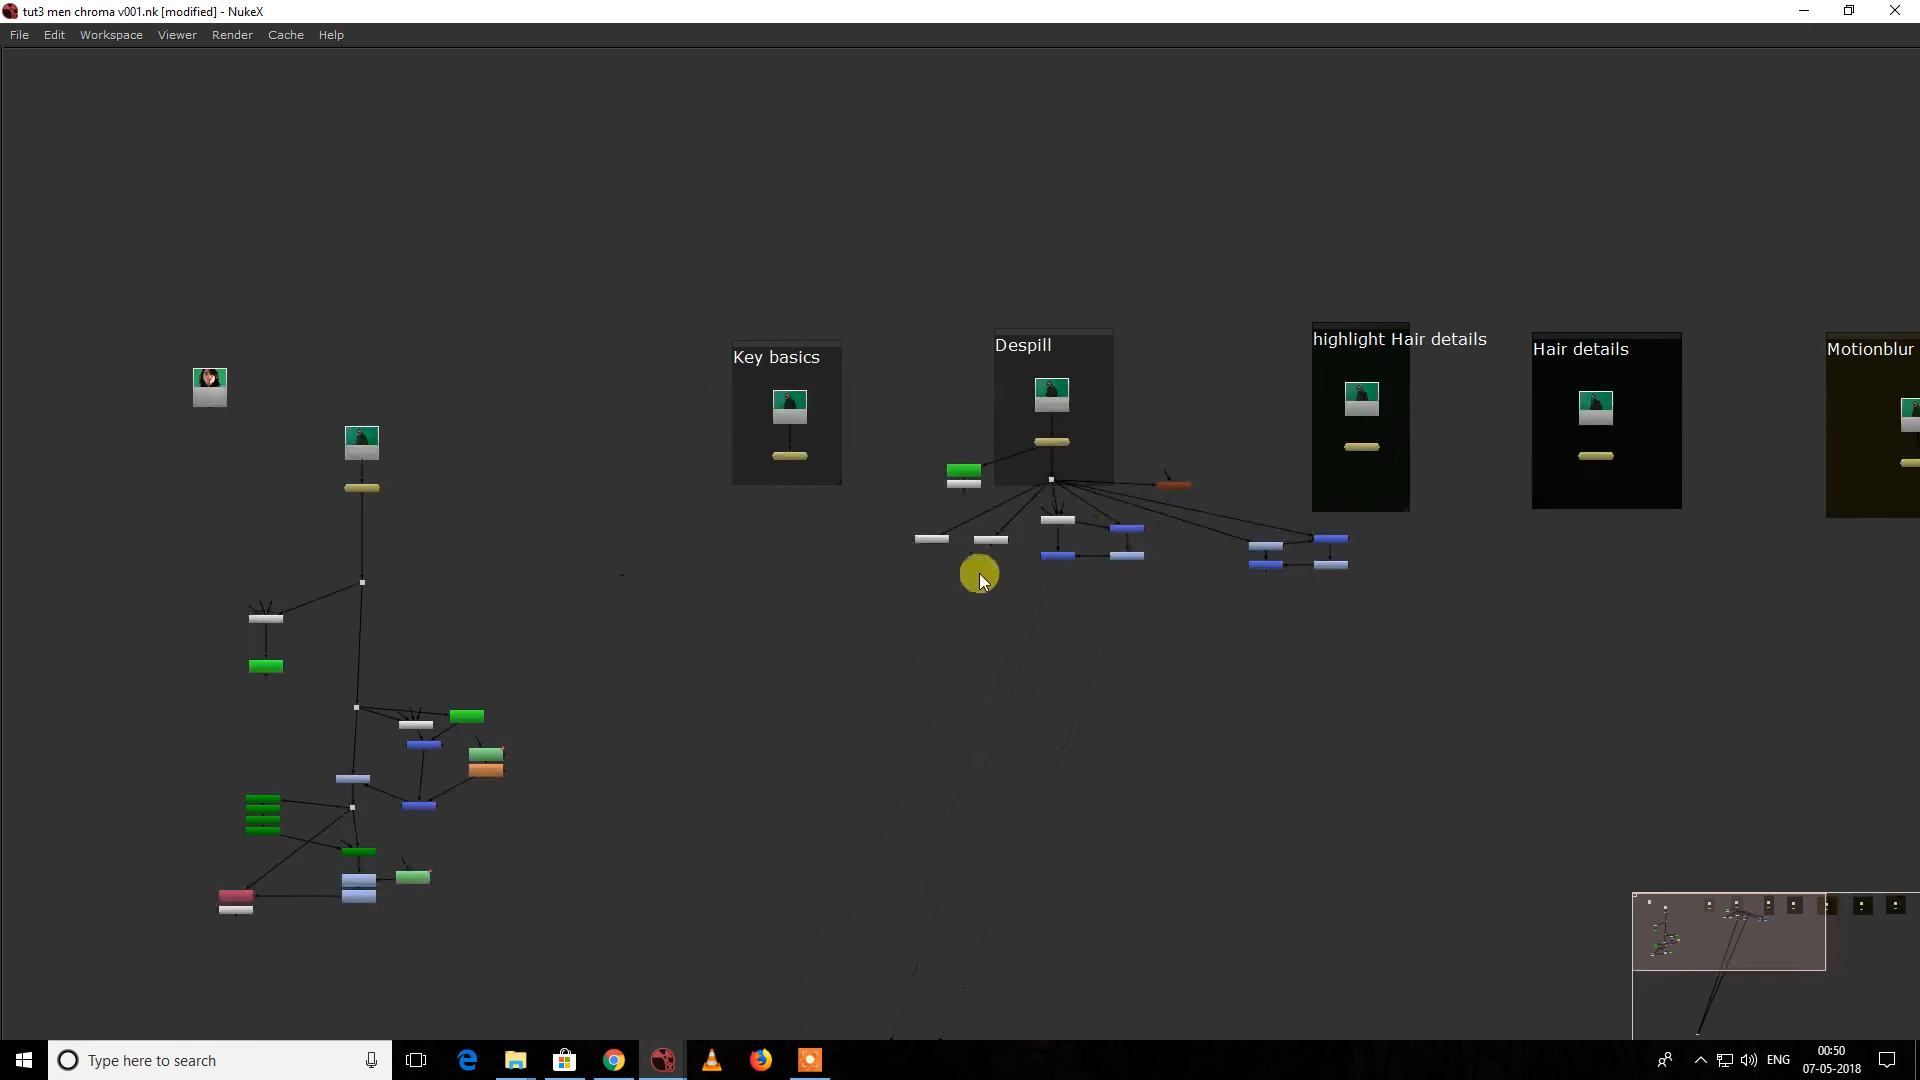 tut3 men chroma v001.nk [modified] - NukeX
File Edit Workspace Viewer Render Cache Help
Key basics
Despill
highlight Hair details
Hair details
Motionblur
Type here to search
ENG
00:50
07-05-2018